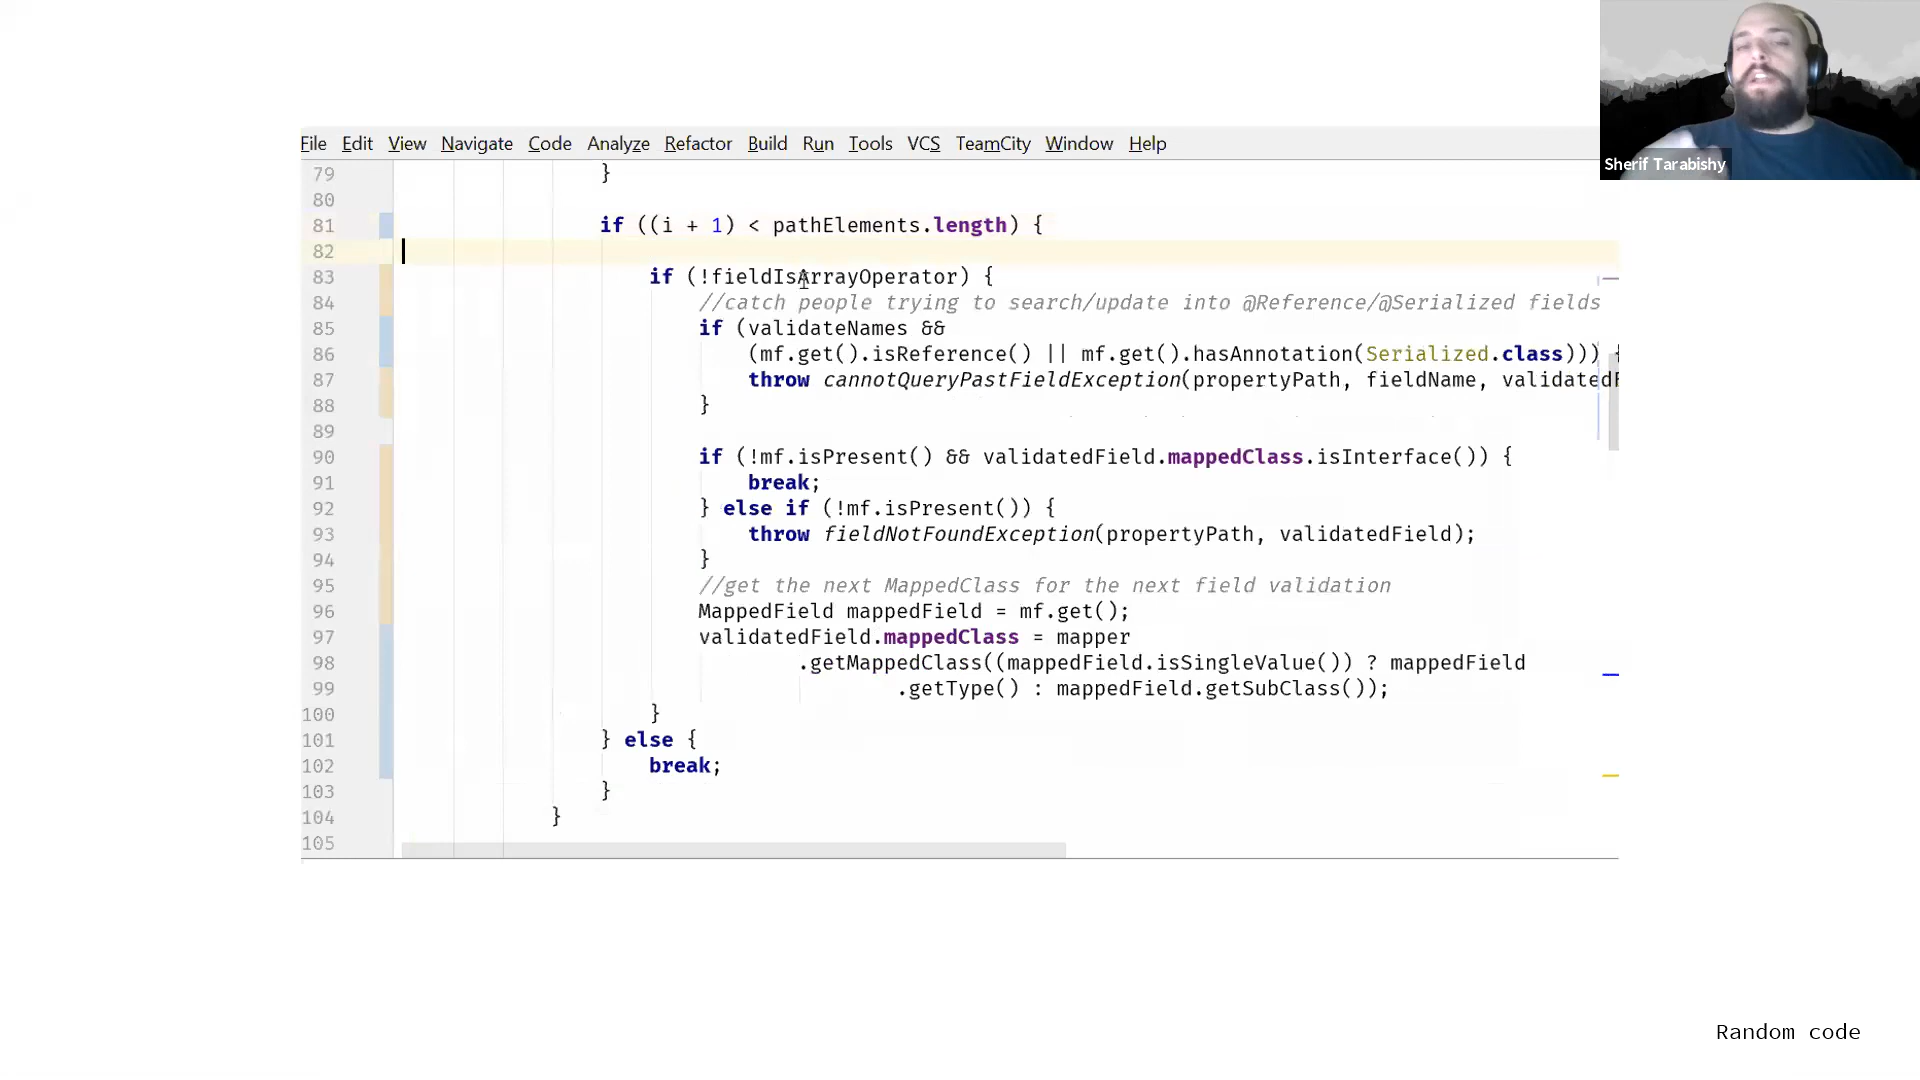 Sherif Tarabishy
File Edit View Navigate Code Analyze Refactor Build Run Tools VCS TeamCity Window Help
79 }
80
81 if ((i + 1) < pathElements.length) {
82
83 if (!fieldIsArrayOperator) {
84 //catch people trying to search/update into @Reference/@Serialized fields
85 if (validateNames &&
86 (mf.get().isReference() || mf.get().hasAnnotation(Serialized.class))) {
87 throw cannotQueryPastFieldException(propertyPath, fieldName, validatedF
88 }
89
90 if (!mf.isPresent() && validatedField.mappedClass.isInterface()) {
91 break;
92 } else if (!mf.isPresent()) {
93 throw fieldNotFoundException(propertyPath, validatedField);
94 }
95 //get the next MappedClass for the next field validation
96 MappedField mappedField = mf.get();
97 validatedField.mappedClass = mapper
98 .getMappedClass((mappedField.isSingleValue()) ? mappedField
99 .getType() : mappedField.getSubClass());
100 }
101 } else {
102 break;
103 }
104 }
105
Random code